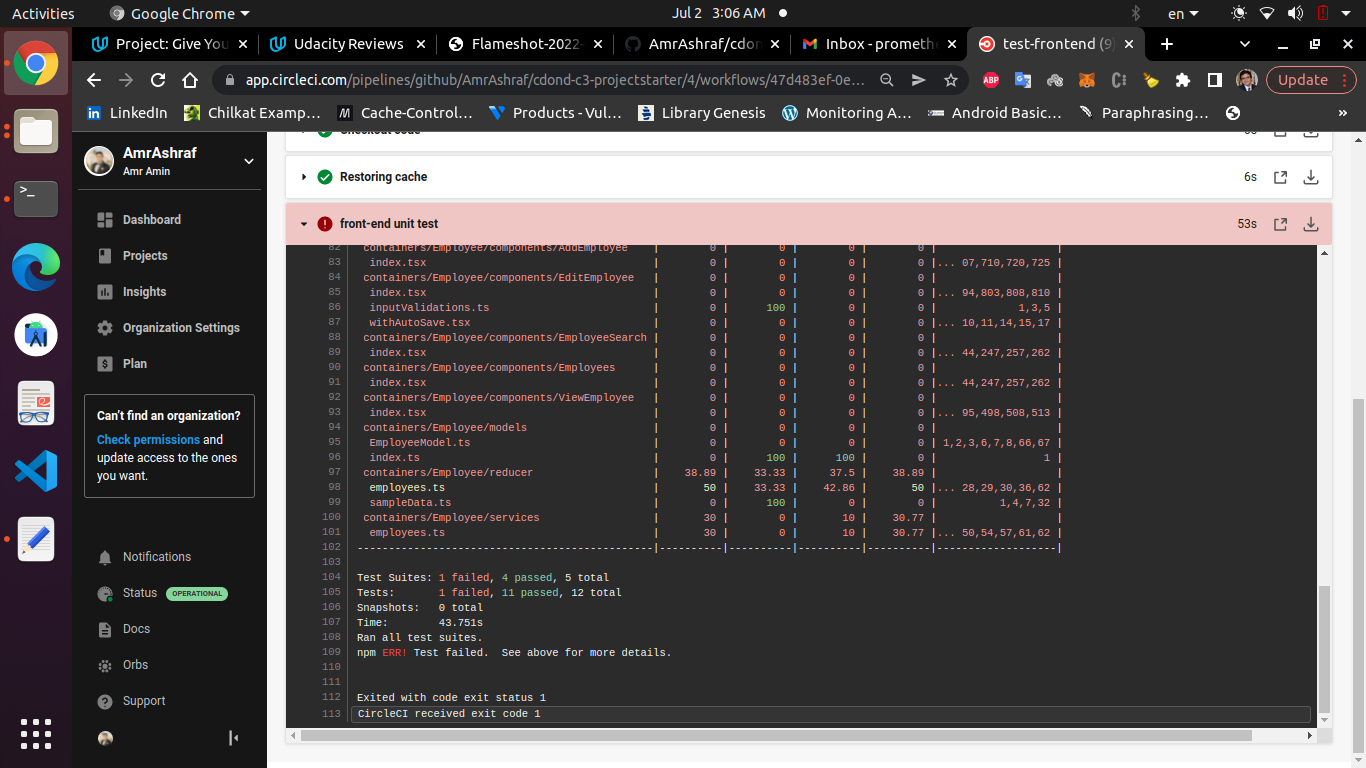 Activities Google Chrome Jul 2 3:06 AM en
Project: Give You Udacity Reviews Flameshot-2022- AmrAshraf/cdon Inbox - prometh test-frontend (9)
app.circleci.com/pipelines/github/AmrAshraf/cdond-c3-projectstarter/4/workflows/47d483ef-0e… ABP Update
LinkedIn Chilkat Examp… Cache-Control… Products - Vul… Library Genesis Monitoring A… Android Basic… Paraphrasing… »
AmrAshraf
Amr Amin
Dashboard
Projects
Insights
Organization Settings
Plan
Can't find an organization?
Check permissions and
update access to the ones
you want.
Notifications
Status OPERATIONAL
Docs
Orbs
Support
Checkout code
Restoring cache 6s
front-end unit test 53s
82 containers/Employee/components/AddEmployee | 0 | 0 | 0 | 0 | |
83 index.tsx | 0 | 0 | 0 | 0 |... 07,710,720,725 |
84 containers/Employee/components/EditEmployee | 0 | 0 | 0 | 0 | |
85 index.tsx | 0 | 0 | 0 | 0 |... 94,803,808,810 |
86 inputValidations.ts | 0 | 100 | 0 | 0 | 1,3,5 |
87 withAutoSave.tsx | 0 | 0 | 0 | 0 |... 10,11,14,15,17 |
88 containers/Employee/components/EmployeeSearch | 0 | 0 | 0 | 0 | |
89 index.tsx | 0 | 0 | 0 | 0 |... 44,247,257,262 |
90 containers/Employee/components/Employees | 0 | 0 | 0 | 0 | |
91 index.tsx | 0 | 0 | 0 | 0 |... 44,247,257,262 |
92 containers/Employee/components/ViewEmployee | 0 | 0 | 0 | 0 | |
93 index.tsx | 0 | 0 | 0 | 0 |... 95,498,508,513 |
94 containers/Employee/models | 0 | 0 | 0 | 0 | |
95 EmployeeModel.ts | 0 | 0 | 0 | 0 | 1,2,3,6,7,8,66,67 |
96 index.ts | 0 | 100 | 100 | 0 | 1 |
97 containers/Employee/reducer | 38.89 | 33.33 | 37.5 | 38.89 | |
98 employees.ts | 50 | 33.33 | 42.86 | 50 |... 28,29,30,36,62 |
99 sampleData.ts | 0 | 100 | 0 | 0 | 1,4,7,32 |
100 containers/Employee/services | 30 | 0 | 10 | 30.77 | |
101 employees.ts | 30 | 0 | 10 | 30.77 |... 50,54,57,61,62 |
102 -----------------------------------------------|----------|----------|----------|----------|-------------------|
103
104 Test Suites: 1 failed, 4 passed, 5 total
105 Tests: 1 failed, 11 passed, 12 total
106 Snapshots: 0 total
107 Time: 43.751s
108 Ran all test suites.
109 npm ERR! Test failed. See above for more details.
110
111
112 Exited with code exit status 1
113 CircleCI received exit code 1